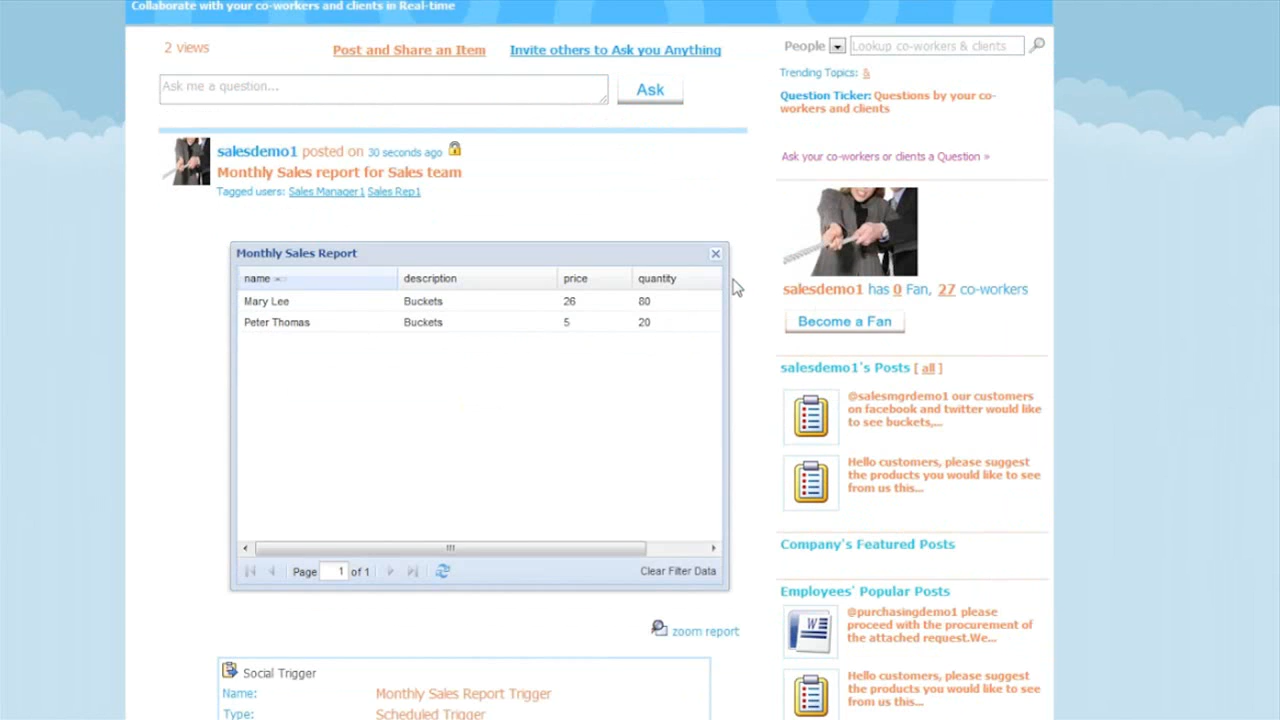 Collaborate with your co-workers and clients in Real-time
2 views
Post and Share an Item
Invite others to Ask you Anything
Ask me a question...
Ask
salesdemo1 posted on 30 seconds ago
Monthly Sales report for Sales team
Tagged users: Sales Manager1 Sales Rep1
Monthly Sales Report
name description price quantity
Mary Lee Buckets 26 80
Peter Thomas Buckets 5 20
Page 1 of 1 Clear Filter Data
zoom report
Social Trigger
Name: Monthly Sales Report Trigger
Type: Scheduled Trigger
People Lookup co-workers & clients
Trending Topics: &
Question Ticker: Questions by your co-
workers and clients
Ask your co-workers or clients a Question »
salesdemo1 has 0 Fan, 27 co-workers
Become a Fan
salesdemo1's Posts [ all ]
@salesmgrdemo1 our customers
on facebook and twitter would like
to see buckets,...
Hello customers, please suggest
the products you would like to see
from us this...
Company's Featured Posts
Employees' Popular Posts
@purchasingdemo1 please
proceed with the procurement of
the attached request.We...
Hello customers, please suggest
the products you would like to see
from us this...